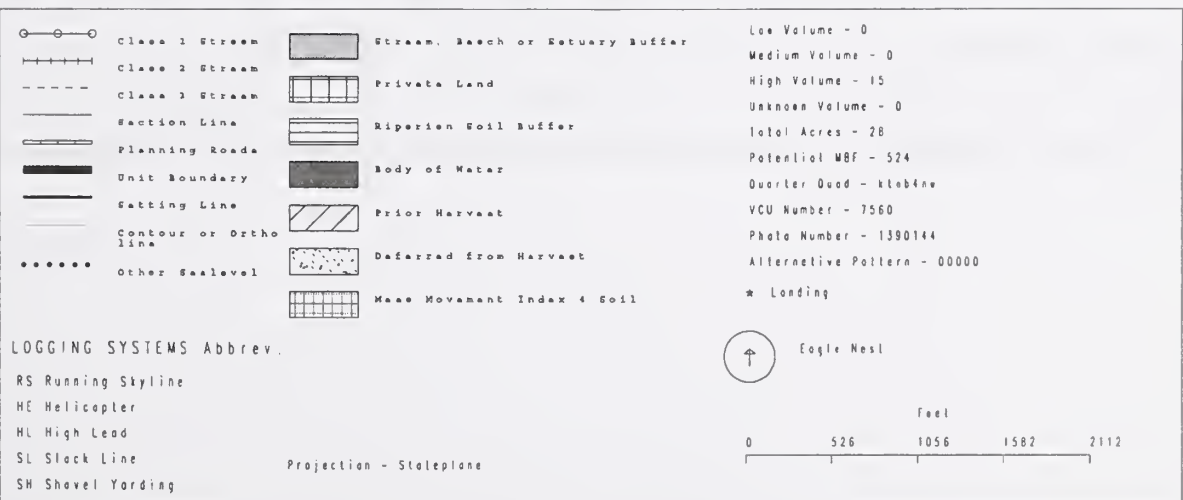 Class 1 Stream
Class 2 Stream
Class 3 Stream
Section Line
Planning Roads
Unit Boundary
Setting Line
Contour or Ortho
line
Other Sealevel
Stream, Beach or Estuary Buffer
Private Land
Riperien Soil Buffer
Body of Water
Prior Harvest
Deferred from Harvest
Mass Movement Index 4 Soil
Low Volume - 0
Medium Volume - 0
High Volume - 15
Unknown Volume - 0
Total Acres - 28
Potential MBF - 524
Quarter Quad - ktnb4nw
VCU Number - 7560
Photo Number - 1390144
Alternetive Pattern - 00000
★ Landing
Eagle Nest
LOGGING SYSTEMS Abbrev.
RS Running Skyline
HE Helicopter
HL High Lead
SL Slack Line
SH Shovel Yarding
Projection - Stateplane
Feet
0 526 1056 1582 2112